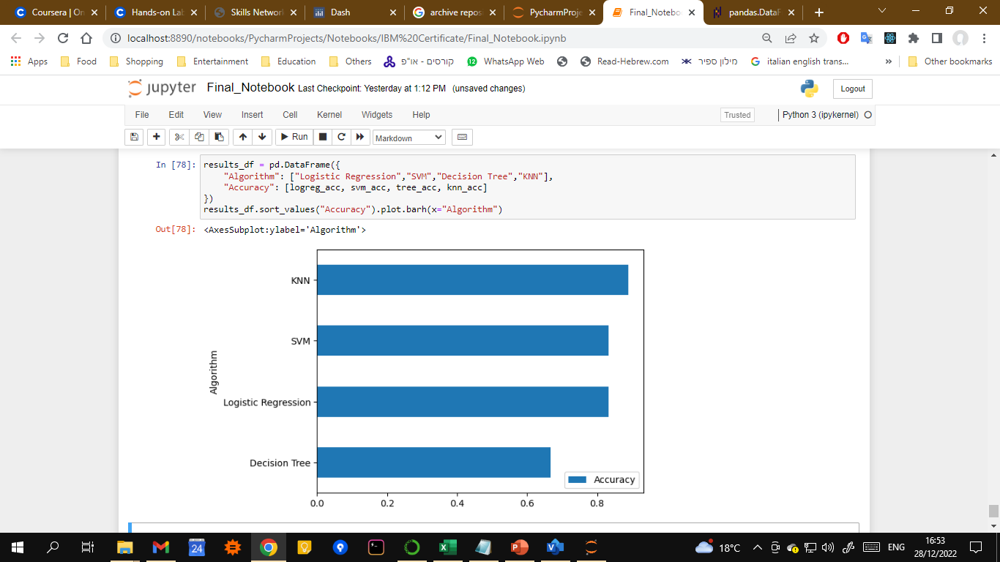 Coursera | On
Hands-on Lab
Skills Network
Dash
archive repos
PycharmProje
Final_Notebo
pandas.DataF
localhost:8890/notebooks/PycharmProjects/Notebooks/IBM%20Certificate/Final_Notebook.ipynb
Apps
Food
Shopping
Entertainment
Education
Others
קורסים - או"פ
12
WhatsApp Web
Read-Hebrew.com
מילון ספיר
italian english trans...
»
Other bookmarks
jupyter Final_Notebook Last Checkpoint: Yesterday at 1:12 PM (unsaved changes)
Logout
File Edit View Insert Cell Kernel Widgets Help
Trusted
Python 3 (ipykernel)
Run
Markdown
In [78]: results_df = pd.DataFrame({
"Algorithm": ["Logistic Regression","SVM","Decision Tree","KNN"],
"Accuracy": [logreg_acc, svm_acc, tree_acc, knn_acc]
})
results_df.sort_values("Accuracy").plot.barh(x="Algorithm")
Out[78]: <AxesSubplot:ylabel='Algorithm'>
KNN
SVM
Algorithm
Logistic Regression
Decision Tree
Accuracy
0.0 0.2 0.4 0.6 0.8
24
18°C
ENG
16:53
28/12/2022